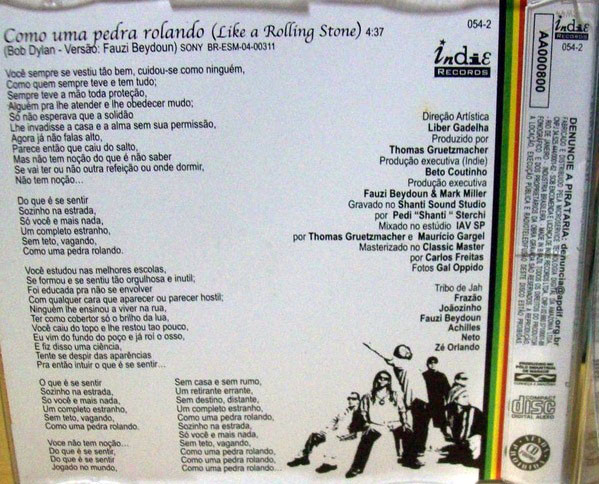 Como uma pedra rolando (Like a Rolling Stone) 4:37
(Bob Dylan - Versão: Fauzi Beydoun) SONY BR-ESM-04-00311
054-2
indie
RECORDS
Você sempre se vestiu tão bem, cuidou-se como ninguém,
Como quem sempre teve e tem tudo;
Sempre teve a mão toda proteção,
Alguém pra lhe atender e lhe obedecer mudo;
Só não esperava que a solidão
Lhe invadisse a casa e a alma sem sua permissão,
Agora já não falas alto,
Parece então que caiu do salto,
Mas não tem noção do que é não saber
Se vai ter ou não outra refeição ou onde dormir,
Não tem noção...
Do que é se sentir
Sozinho na estrada,
Só você e mais nada,
Um completo estranho,
Sem teto, vagando,
Como uma pedra rolando.
Você estudou nas melhores escolas,
Se formou e se sentiu tão orgulhosa e inutil;
Foi educada pra não se envolver
Com qualquer cara que aparecer ou parecer hostil;
Ninguém lhe ensinou a viver na rua,
Ter como cobertor só o brilho da lua,
Você caiu do topo e lhe restou tao pouco,
Eu vim do fundo do poço e já roi o osso,
E fiz disso uma ciência,
Tente se despir das aparências
Pra então intuir o que é se sentir...
O que é se sentir
Sozinho na estrada,
So você e mais nada,
Um completo estranho,
Sem teto, vagando,
Como uma pedra rolando.
Voce não tem noção...
Do que é se sentir,
Do que é se sentir
Jogado no mundo,
Sem casa e sem rumo,
Um retirante errante,
Sem destino, distante,
Um completo estranho,
Como uma pedra rolando,
Sozinho na estrada,
Só você e mais nada,
Sem teto, vagando,
Como uma pedra rolando,
Como uma pedra...
Direção Artística
Liber Gadelha
Produzido por
Thomas Gruetzmacher
Produção executiva (Indie)
Beto Coutinho
Produção executiva
Fauzi Beydoun & Mark Miller
Gravado no Shanti Sound Studio
por Pedi "Shanti" Sterchi
Mixado no estúdio IAV SP
por Thomas Gruetzmacher e Maurício Gargel
Masterizado no Classic Master
por Carlos Freitas
Fotos Gal Oppido
Tribo de Jah
Frazão
Joãozinho
Fauzi Beydoun
Achilles
Neto
Zé Orlando
indie
RECORDS
054-2
AA000800
DENUNCIE A PIRATARIA: denuncia@apdif.org.br
COMPACT
disc
DIGITAL AUDIO